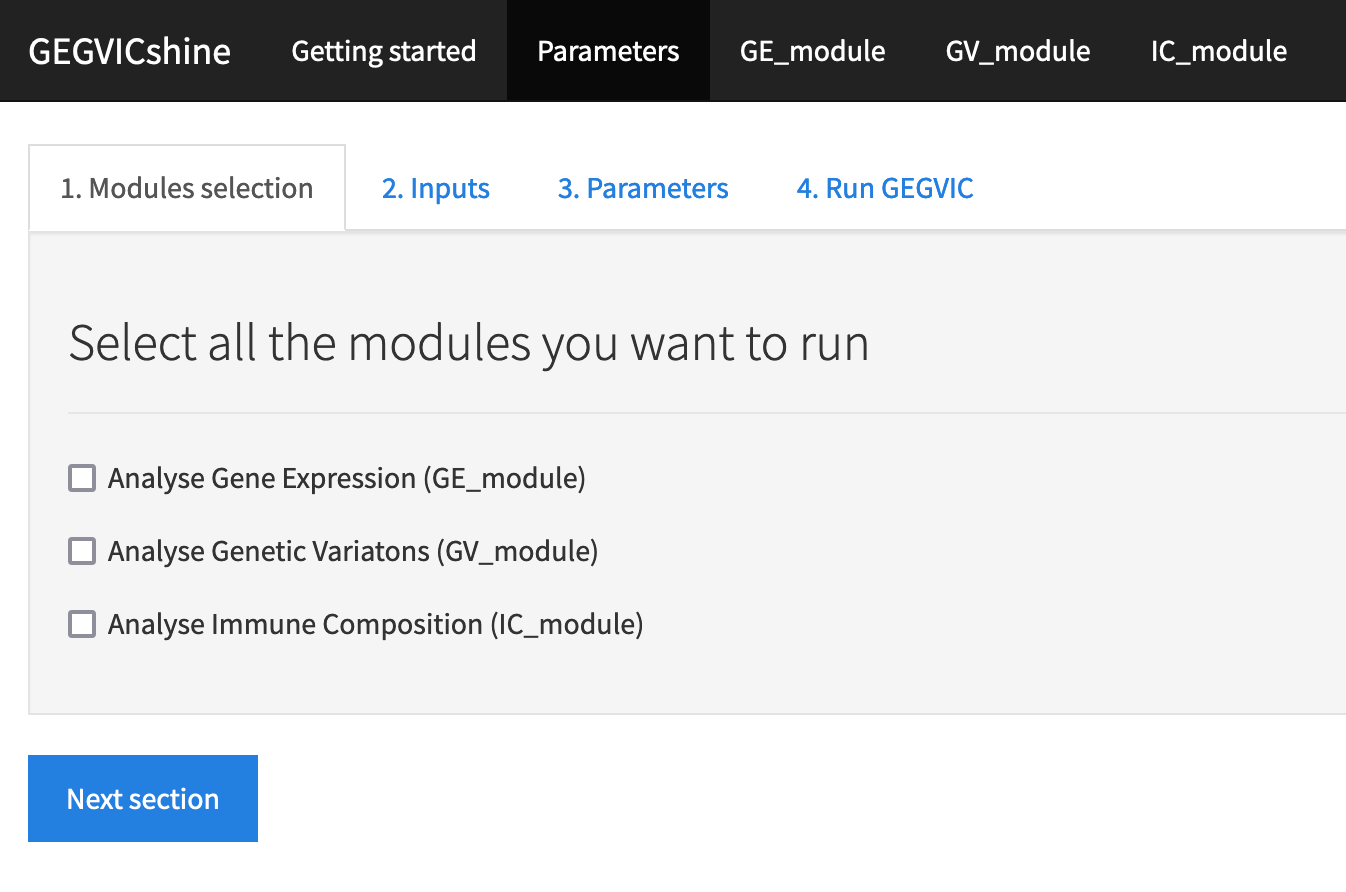 GEGVICshine Getting started Parameters GE_module GV_module IC_module
1. Modules selection 2. Inputs 3. Parameters 4. Run GEGVIC
Select all the modules you want to run
Analyse Gene Expression (GE_module)
Analyse Genetic Variatons (GV_module)
Analyse Immune Composition (IC_module)
Next section